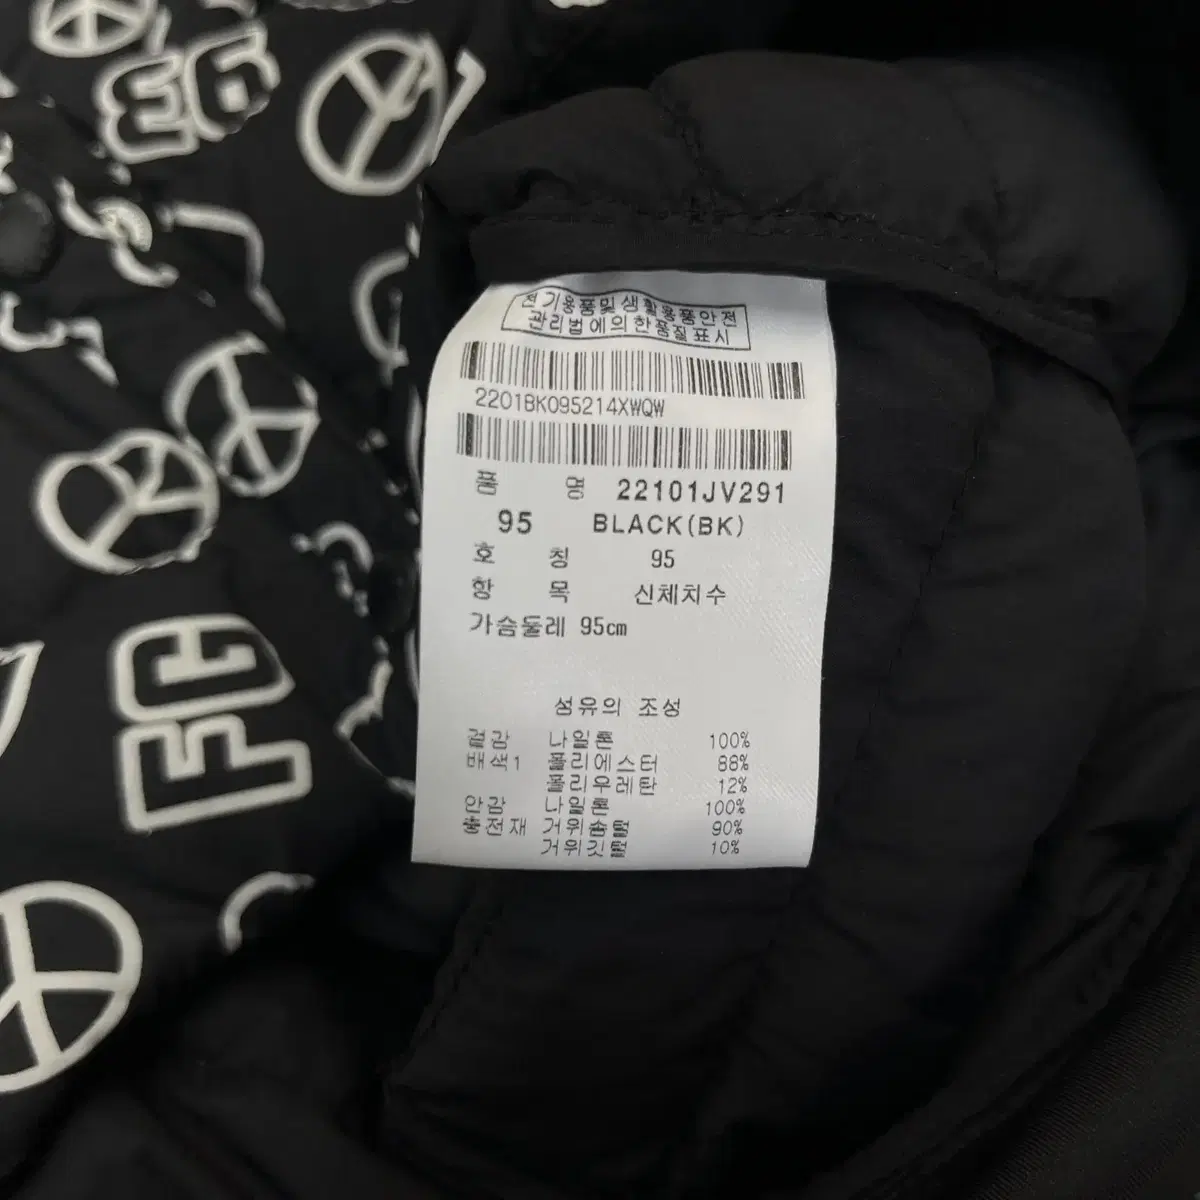 전기용품및생활용품안전
관리법에의한품질표시
2201BK095214XWQW
품 명 22101JV291
95 BLACK(BK)
호 칭 95
항 목 신체치수
가슴둘레 95cm
섬유의 조성
겉감 나일론 100%
배색1 폴리에스터 88%
폴리우레탄 12%
안감 나일론 100%
충전재 거위솜털 90%
거위깃털 10%
FC